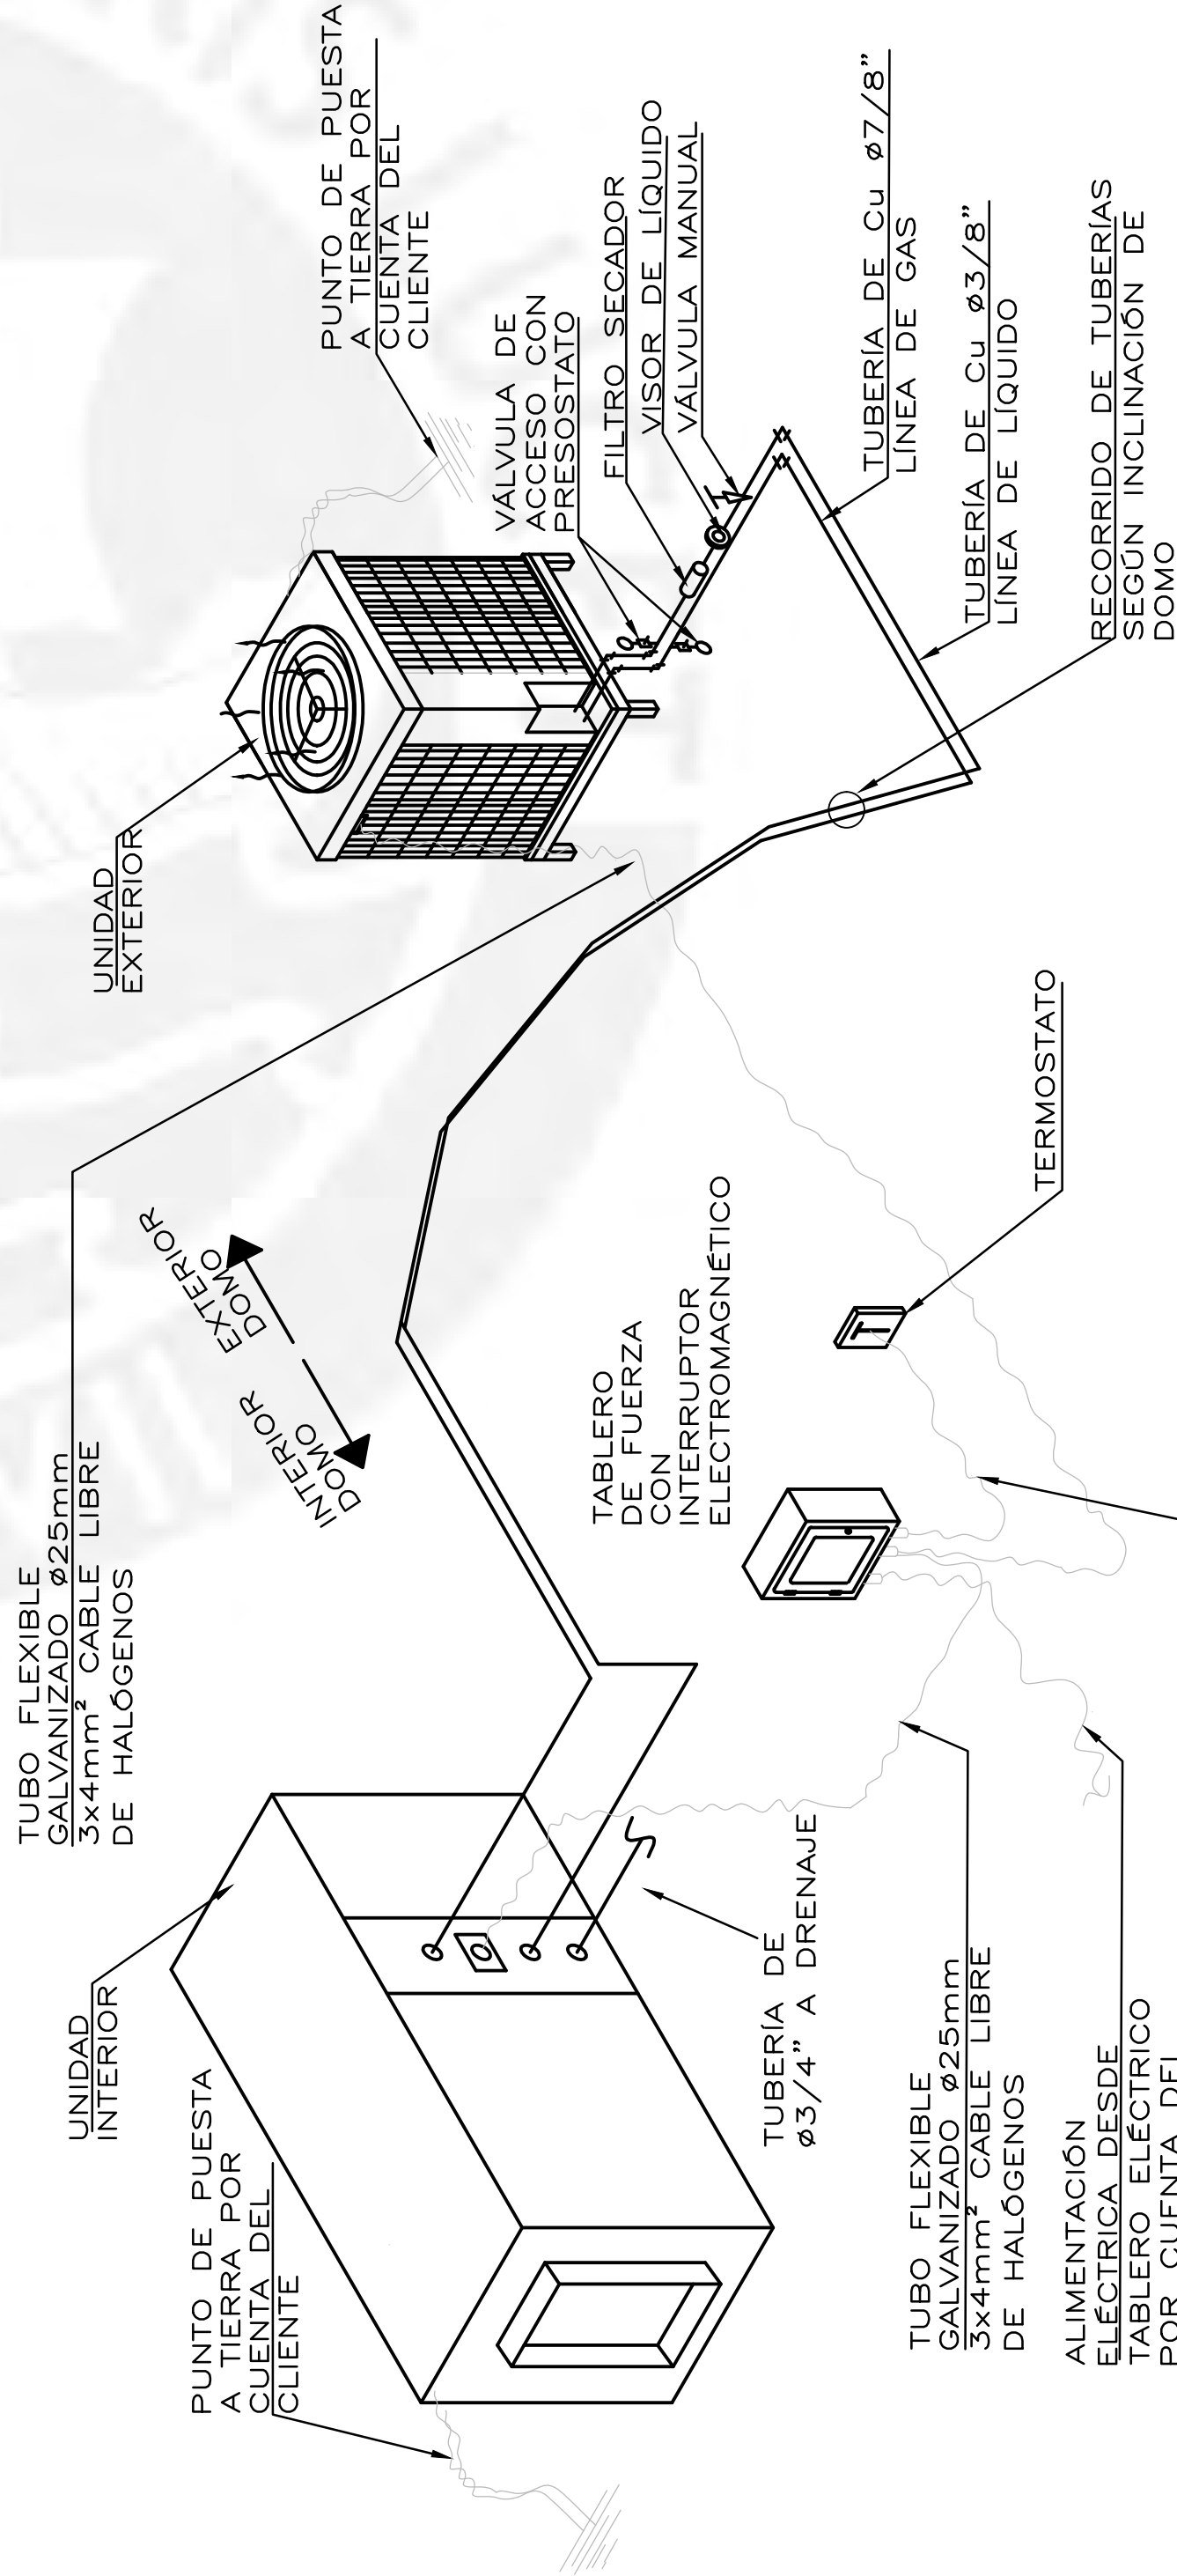 TUBO FLEXIBLE
GALVANIZADO ø25mm
3x4mm² CABLE LIBRE
DE HALÓGENOS
UNIDAD
EXTERIOR
PUNTO DE PUESTA
A TIERRA POR
CUENTA DEL
CLIENTE
VÁLVULA DE
ACCESO CON
PRESOSTATO
FILTRO SECADOR
VISOR DE LÍQUIDO
VÁLVULA MANUAL
TUBERÍA DE Cu ø7/8”
LÍNEA DE GAS
TUBERÍA DE Cu ø3/8”
LÍNEA DE LÍQUIDO
RECORRIDO DE TUBERÍAS
SEGÚN INCLINACIÓN DE
DOMO
EXTERIOR
DOMO
INTERIOR
DOMO
UNIDAD
INTERIOR
PUNTO DE PUESTA
A TIERRA POR
CUENTA DEL
CLIENTE
TABLERO
DE FUERZA
CON
INTERRUPTOR
ELECTROMAGNÉTICO
TERMOSTATO
T
TUBERÍA DE
ø3/4” A DRENAJE
TUBO FLEXIBLE
GALVANIZADO ø25mm
3x4mm² CABLE LIBRE
DE HALÓGENOS
ALIMENTACIÓN
ELÉCTRICA DESDE
TABLERO ELÉCTRICO
POR CUENTA DEL